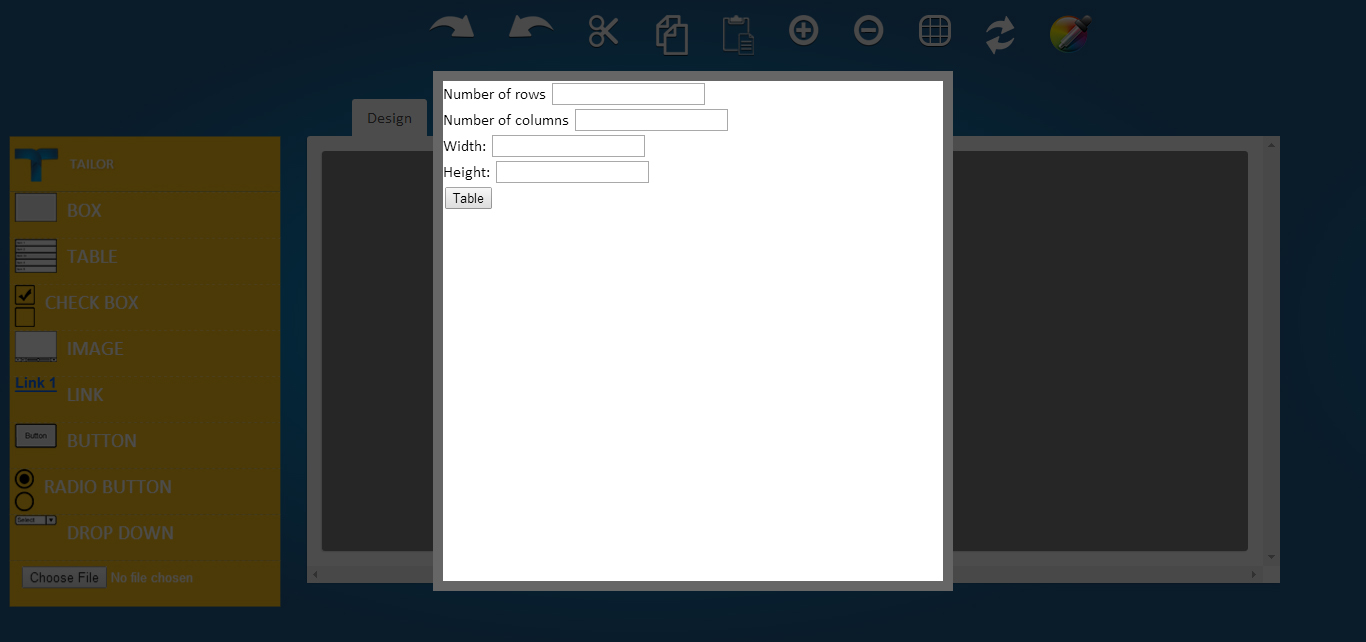 Number of rows
Number of columns
Width:
Height:
Table
Design
TAILOR
BOX
TABLE
CHECK BOX
IMAGE
Link 1
LINK
Button
BUTTON
RADIO BUTTON
Select
DROP DOWN
Choose File No file chosen